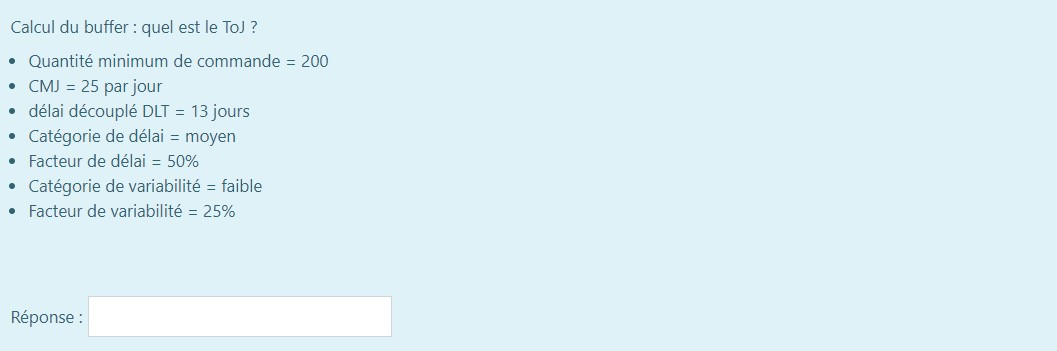 Calcul du buffer : quel est le ToJ ?
• Quantité minimum de commande = 200
• CMJ = 25 par jour
• délai découplé DLT = 13 jours
• Catégorie de délai = moyen
• Facteur de délai = 50%
• Catégorie de variabilité = faible
• Facteur de variabilité = 25%
Réponse :